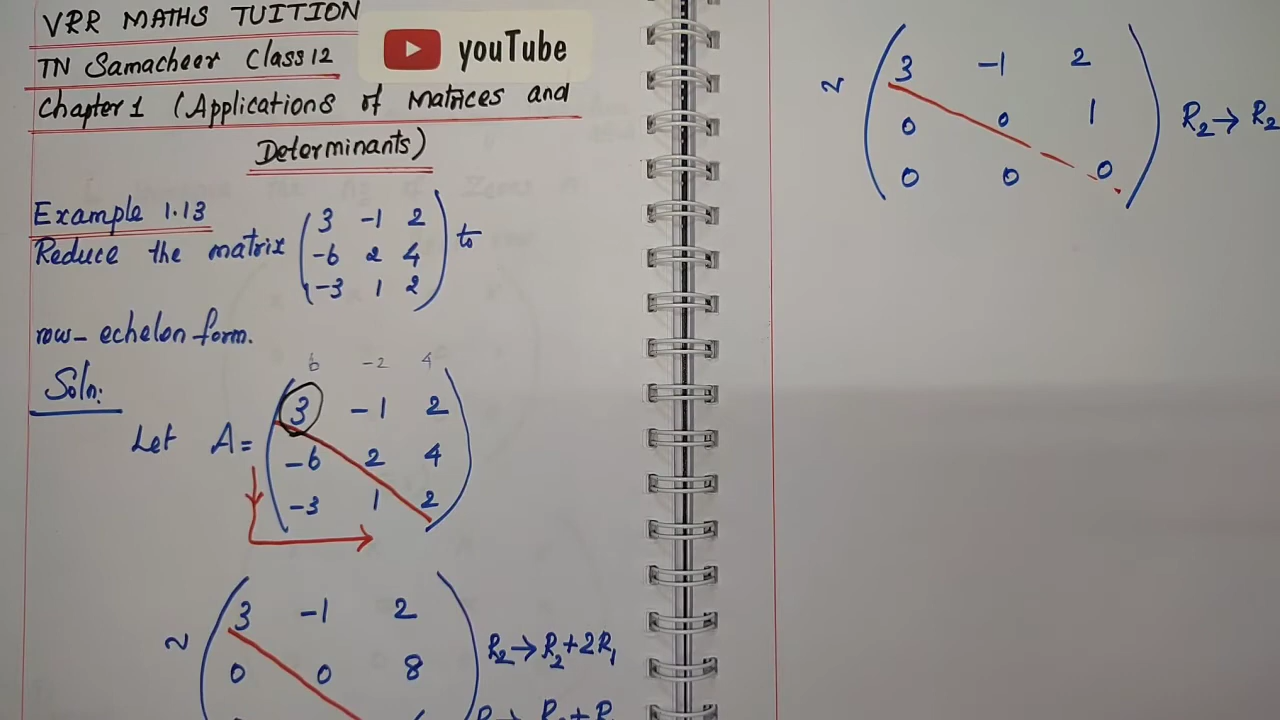 VRR MATHS TUITION
YouTube
TN Samacheer Class 12
Chapter 1 (Applications of Matrices and
Determinants)
Example 1.13
Reduce the matrix
3 -1 2
-6 2 4
-3 1 2
to
row-echelon form.
Soln:
6 -2 4
Let A=
3 -1 2
-6 2 4
-3 1 2
~
3 -1 2
0 0 8 R₂→R₂+2R₁
~
3 -1 2
0 0 1 R₂→R₂
0 0 0